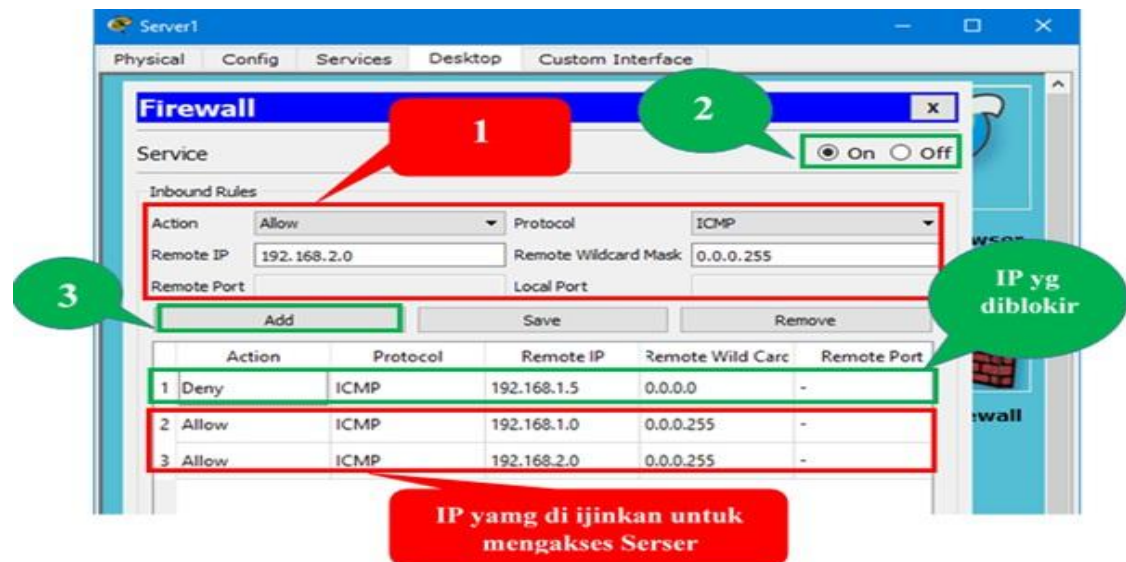 Server1
Physical Config Services Desktop Custom Interface
Firewall
x
1
2
Service
On Off
Inbound Rules
Action Allow Protocol ICMP
Remote IP 192.168.2.0 Remote Wildcard Mask 0.0.0.255
Remote Port Local Port
3
IP yg
diblokir
Add Save Remove
Action Protocol Remote IP Remote Wild Carc Remote Port
1 Deny ICMP 192.168.1.5 0.0.0.0 -
2 Allow ICMP 192.168.1.0 0.0.0.255 -
3 Allow ICMP 192.168.2.0 0.0.0.255 -
IP yamg di ijinkan untuk
mengakses Serser